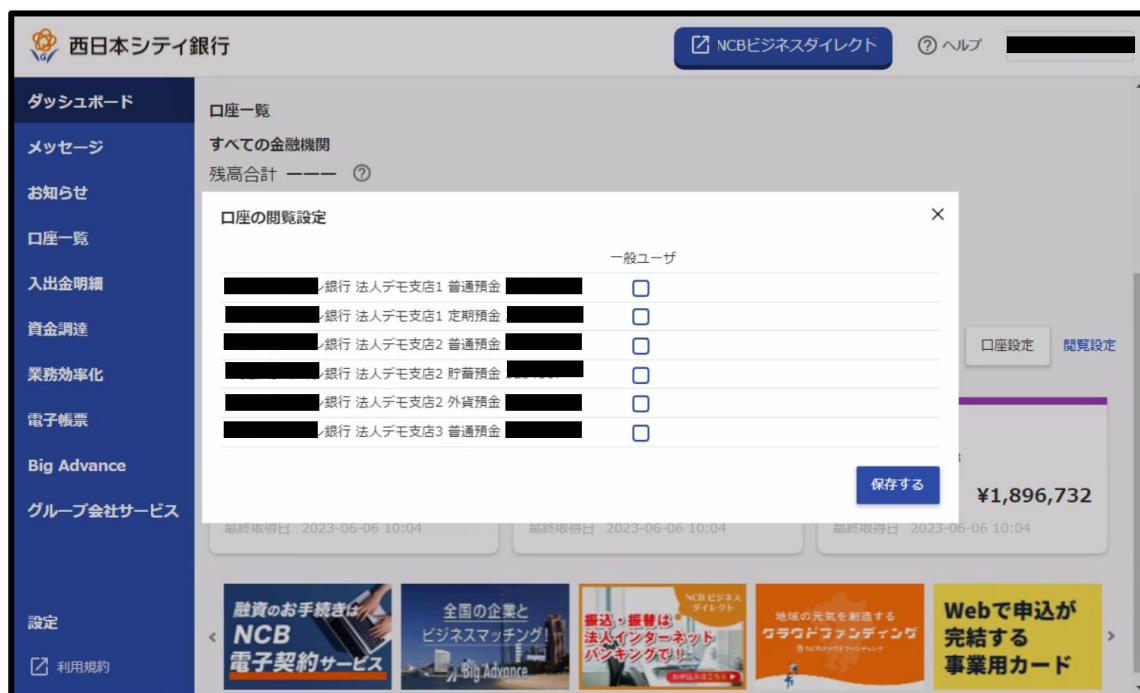 西日本シティ銀行
NCBビジネスダイレクト
ヘルプ
ダッシュボード
メッセージ
お知らせ
口座一覧
入出金明細
資金調達
業務効率化
電子帳票
Big Advance
グループ会社サービス
設定
利用規約
口座一覧
すべての金融機関
残高合計 ーーー
口座の閲覧設定
一般ユーザ
銀行 法人デモ支店1 普通預金
銀行 法人デモ支店1 定期預金
銀行 法人デモ支店2 普通預金
銀行 法人デモ支店2 貯蓄預金
銀行 法人デモ支店2 外貨預金
銀行 法人デモ支店3 普通預金
保存する
口座設定
閲覧設定
¥1,896,732
最終取得日 2023-06-06 10:04
最終取得日 2023-06-06 10:04
最終取得日 2023-06-06 10:04
融資のお手続きは
NCB
電子契約サービス
全国の企業と
ビジネスマッチング!
Big Advance
NCBビジネス
ダイレクト
振込・振替は
法人インターネット
バンキングで!
お申込みはこちら
地域の元気を創造する
クラウドファンディング
Webで申込が
完結する
事業用カード